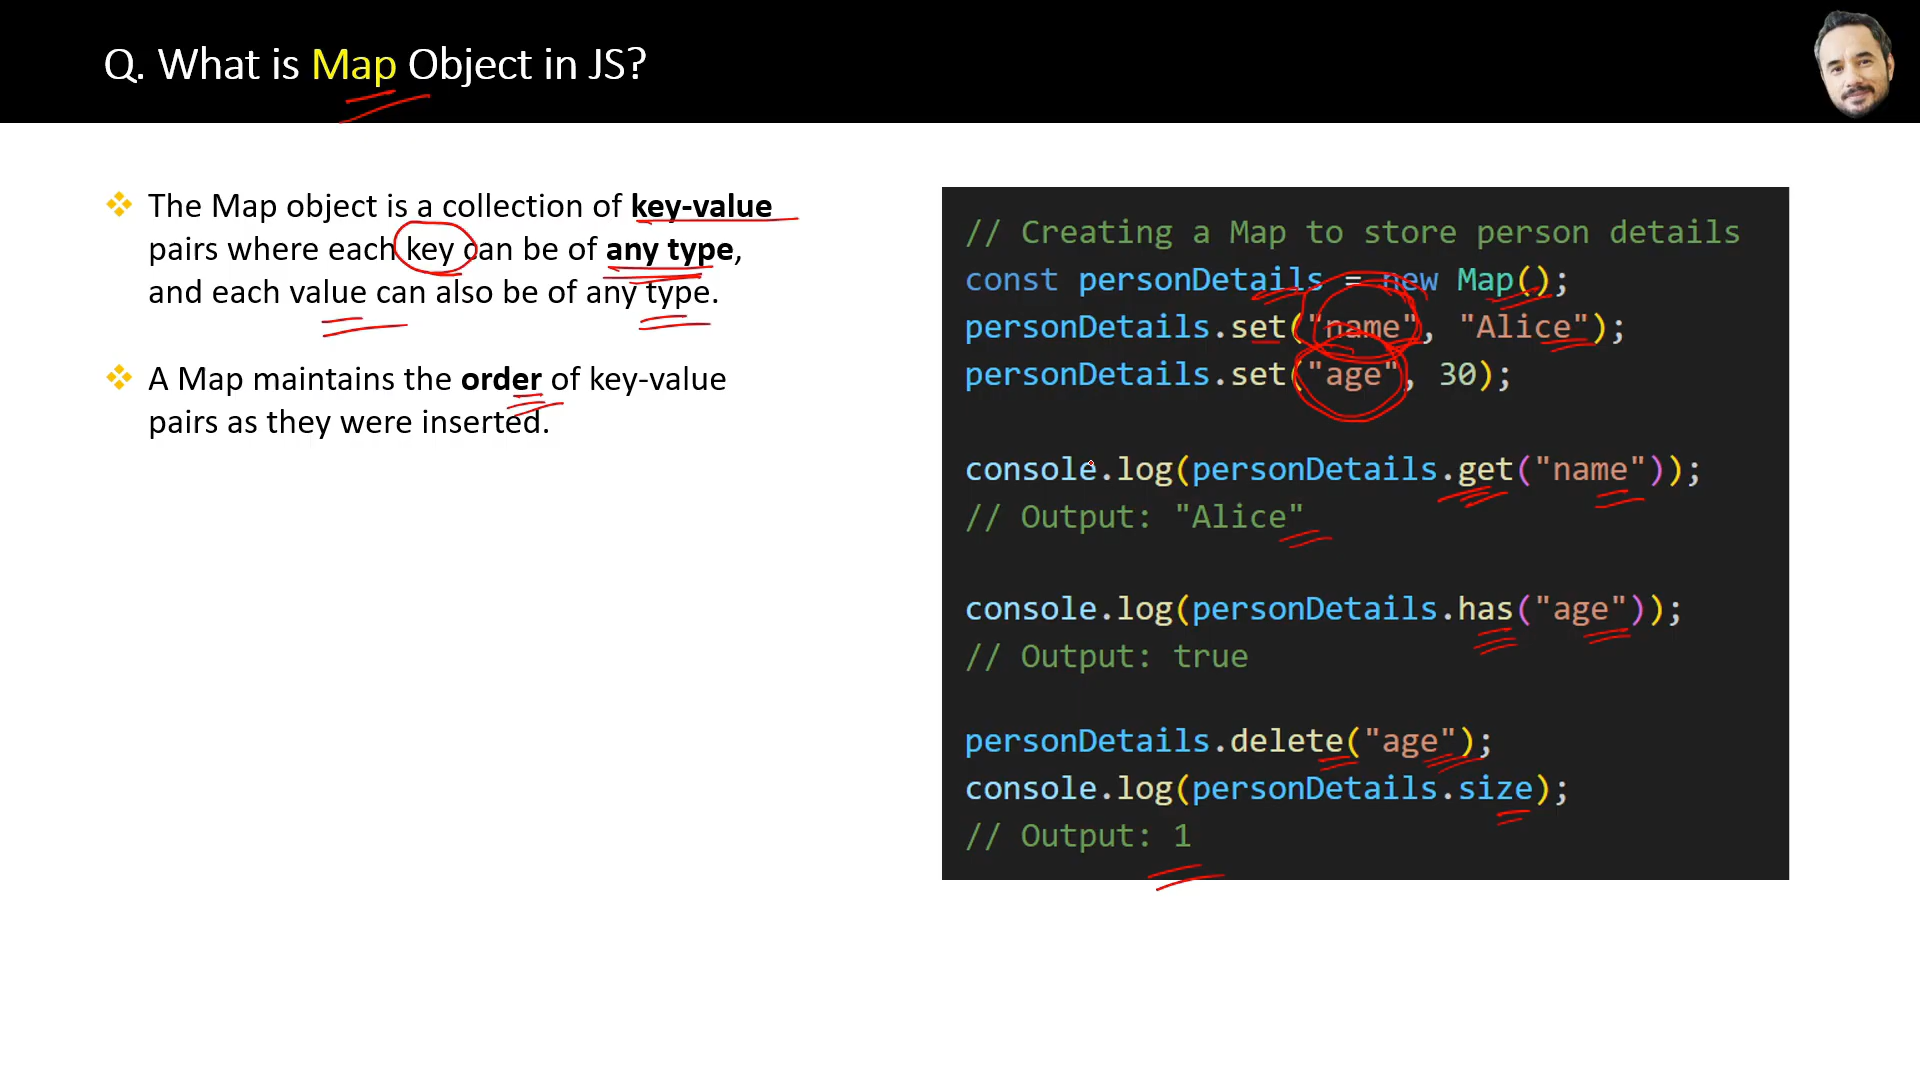 Q. What is Map Object in JS?
The Map object is a collection of key-value
pairs where each key can be of any type,
and each value can also be of any type.
A Map maintains the order of key-value
pairs as they were inserted.
// Creating a Map to store person details
const personDetails = new Map();
personDetails.set("name", "Alice");
personDetails.set("age", 30);
console.log(personDetails.get("name"));
// Output: "Alice"
console.log(personDetails.has("age"));
// Output: true
personDetails.delete("age");
console.log(personDetails.size);
// Output: 1